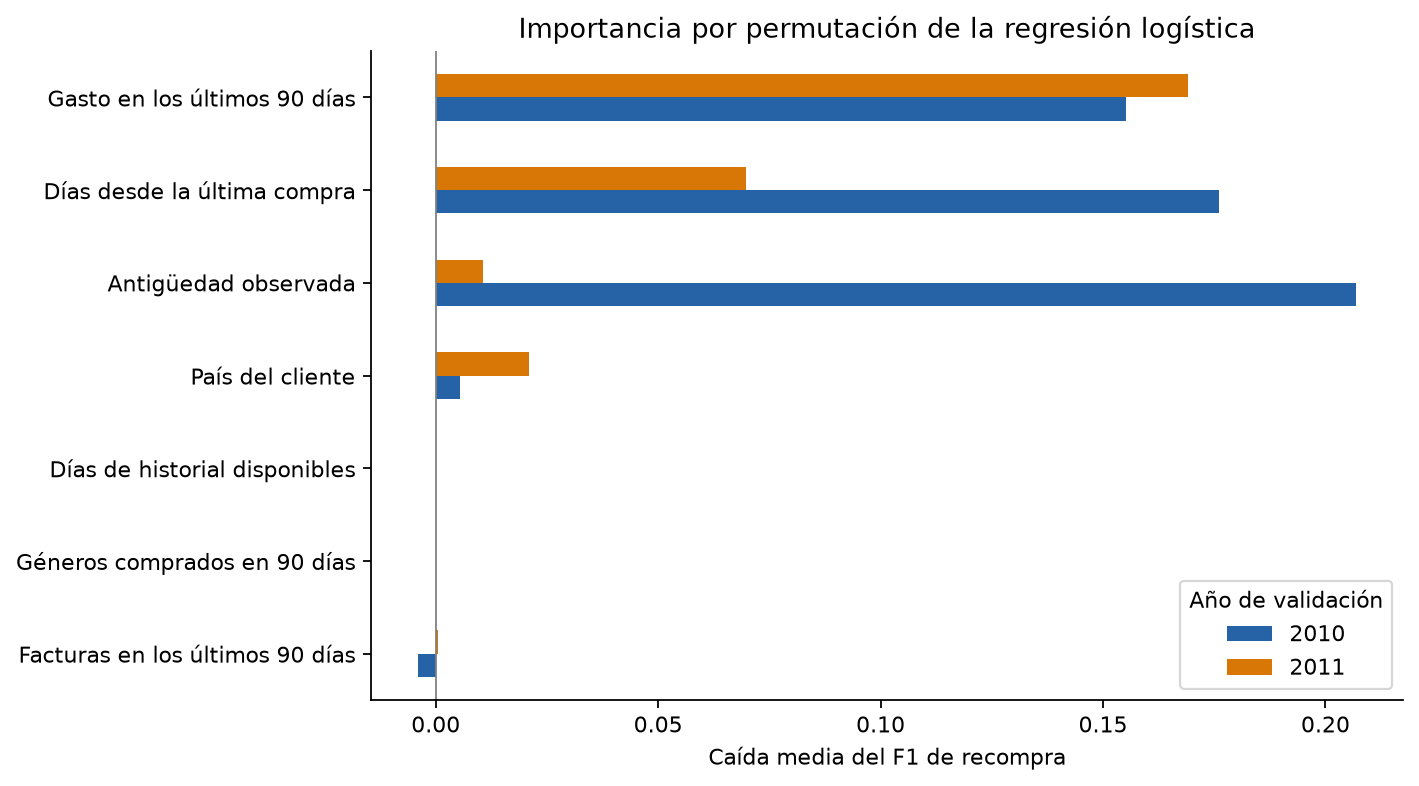 Importancia por permutación de la regresión logística
Gasto en los últimos 90 días
Días desde la última compra
Antigüedad observada
País del cliente
Días de historial disponibles
Géneros comprados en 90 días
Facturas en los últimos 90 días
Año de validación
2010
2011
0.00 0.05 0.10 0.15 0.20
Caída media del F1 de recompra